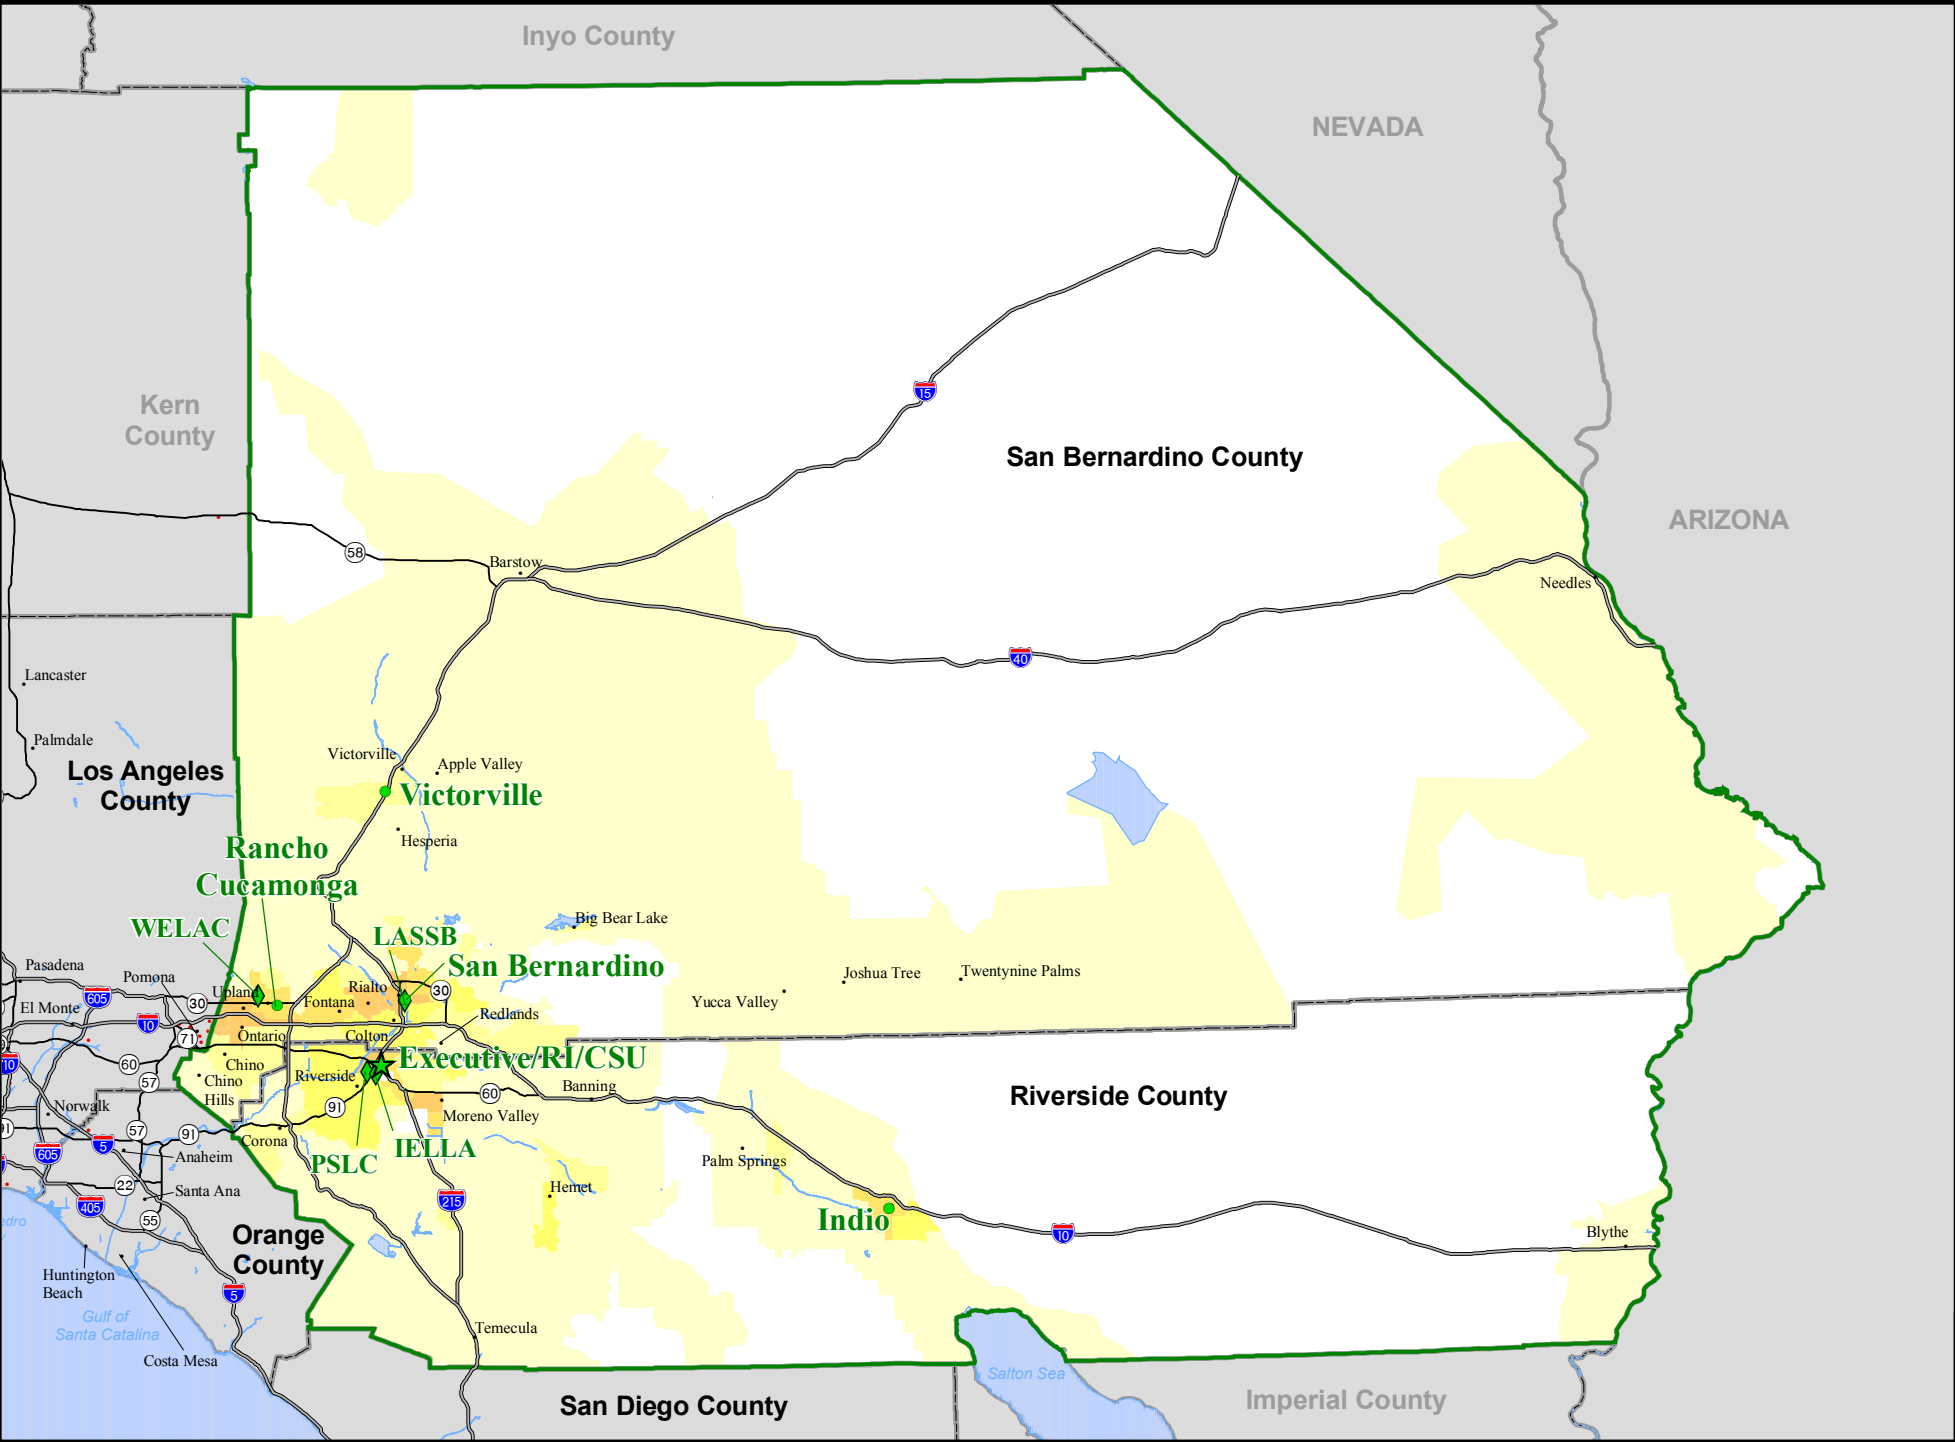 Inyo County
NEVADA
Kern
County
15
San Bernardino County
ARIZONA
58
Barstow
Needles
40
Lancaster
Palmdale
Los Angeles
County
Victorville
Apple Valley
Victorville
Hesperia
Rancho
Cucamonga
WELAC
LASSB
Big Bear Lake
San Bernardino
Pasadena
Pomona
Joshua Tree
Twentynine Palms
Yucca Valley
605
30
Upland
Fontana
Rialto
30
El Monte
10
71
Ontario
Colton
Redlands
10
60
57
Chino
Chino
Hills
Riverside
Executive/RI/CSU
60
Banning
Riverside County
Norwalk
91
57
91
91
Corona
Moreno Valley
5
605
Anaheim
PSLC
IELLA
Palm Springs
22
Santa Ana
405
55
215
Hemet
Indio
10
Blythe
edro
Orange
County
Huntington
Beach
5
Gulf of
Santa Catalina
Costa Mesa
Temecula
Salton Sea
San Diego County
Imperial County